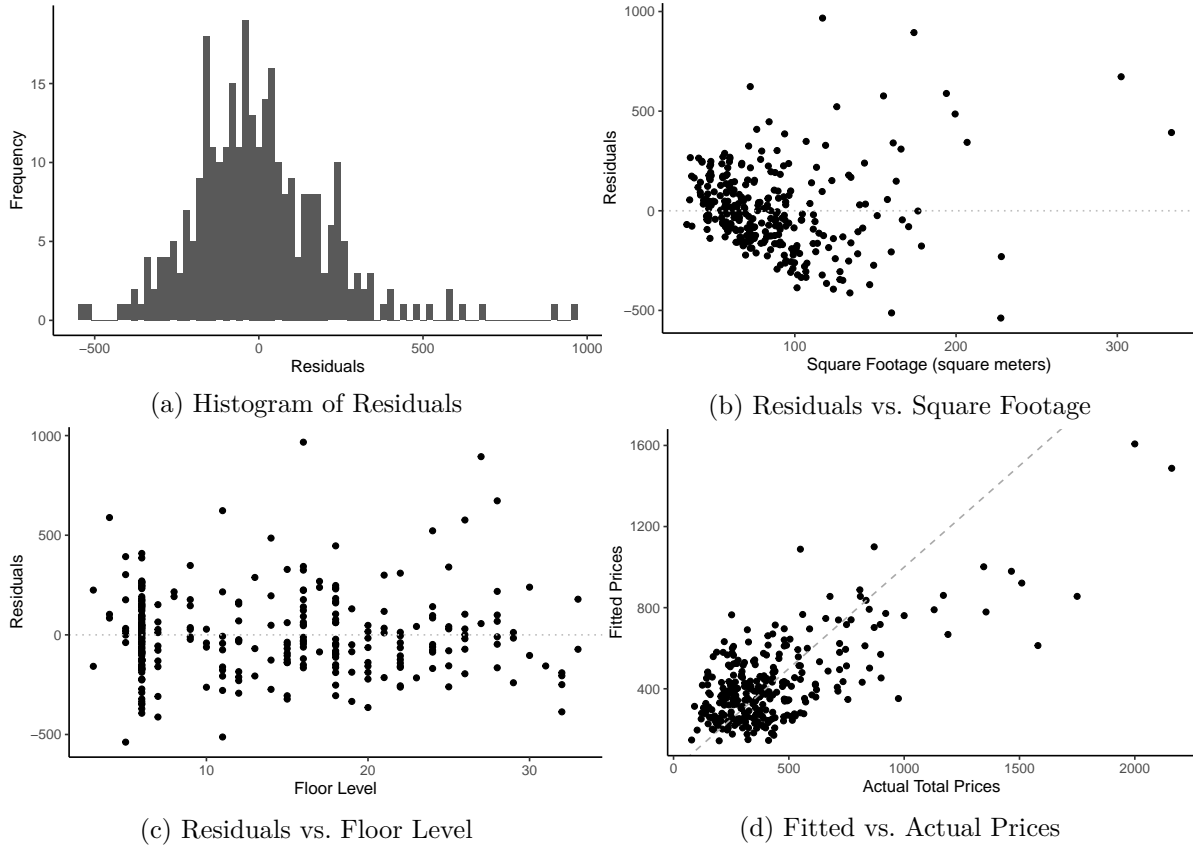 Frequency
15
10
5
0
−500
0
500
1000
Residuals
(a) Histogram of Residuals
Residuals
1000
500
0
−500
100
200
300
Square Footage (square meters)
(b) Residuals vs. Square Footage
Residuals
1000
500
0
−500
10
20
30
Floor Level
(c) Residuals vs. Floor Level
Fitted Prices
1600
1200
800
400
0
500
1000
1500
2000
Actual Total Prices
(d) Fitted vs. Actual Prices